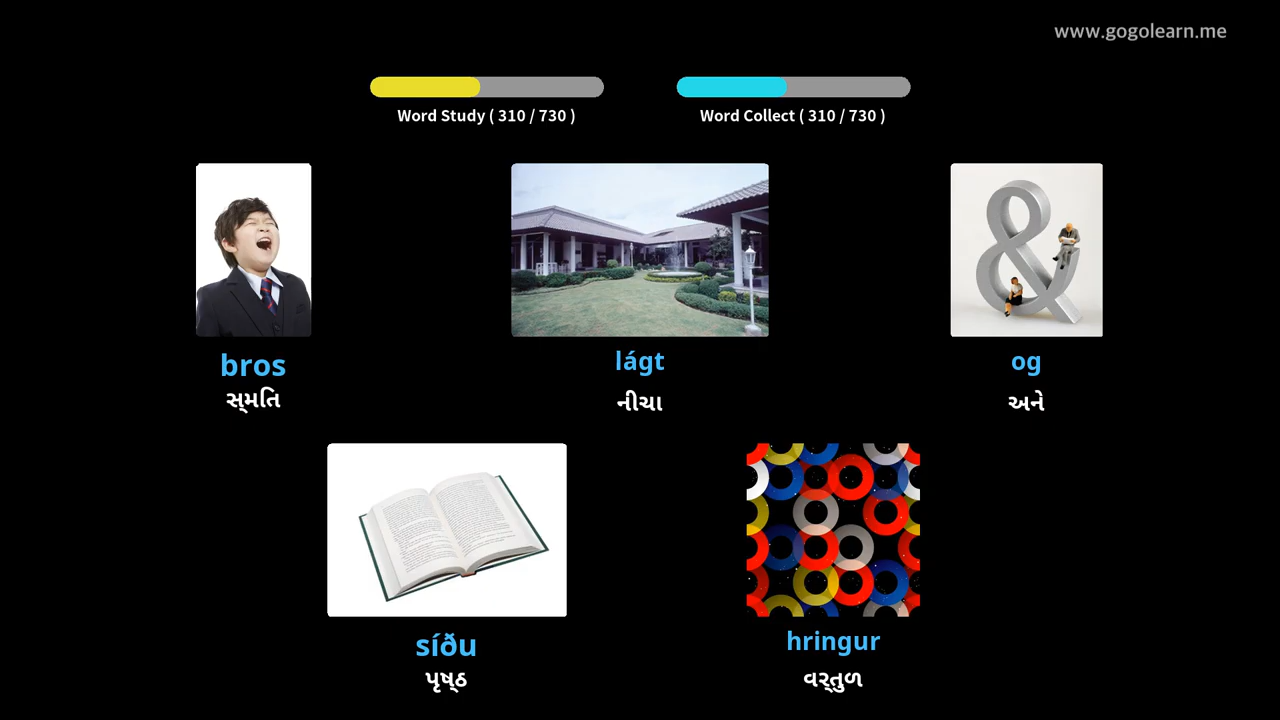 www.gogolearn.me
Word Study ( 310 / 730 )
Word Collect ( 310 / 730 )
bros
સ્મતિ
lágt
નીચા
og
અને
síðu
પૃષ્ઠ
hringur
વર્તુળ